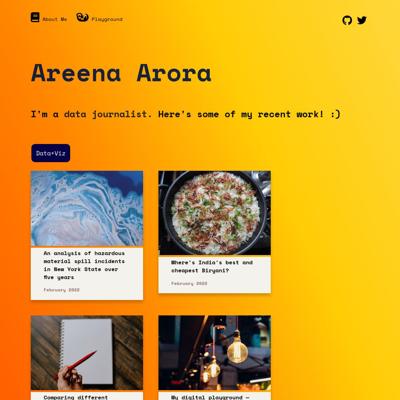 About Me
Playground
Areena Arora
I'm a data journalist. Here's some of my recent work! :)
Data+Viz
An analysis of hazardous
material spill incidents
in New York State over
five years
February 2022
Where's India's best and
cheapest Biryani?
February 2022
Comparing different
My digital playground —